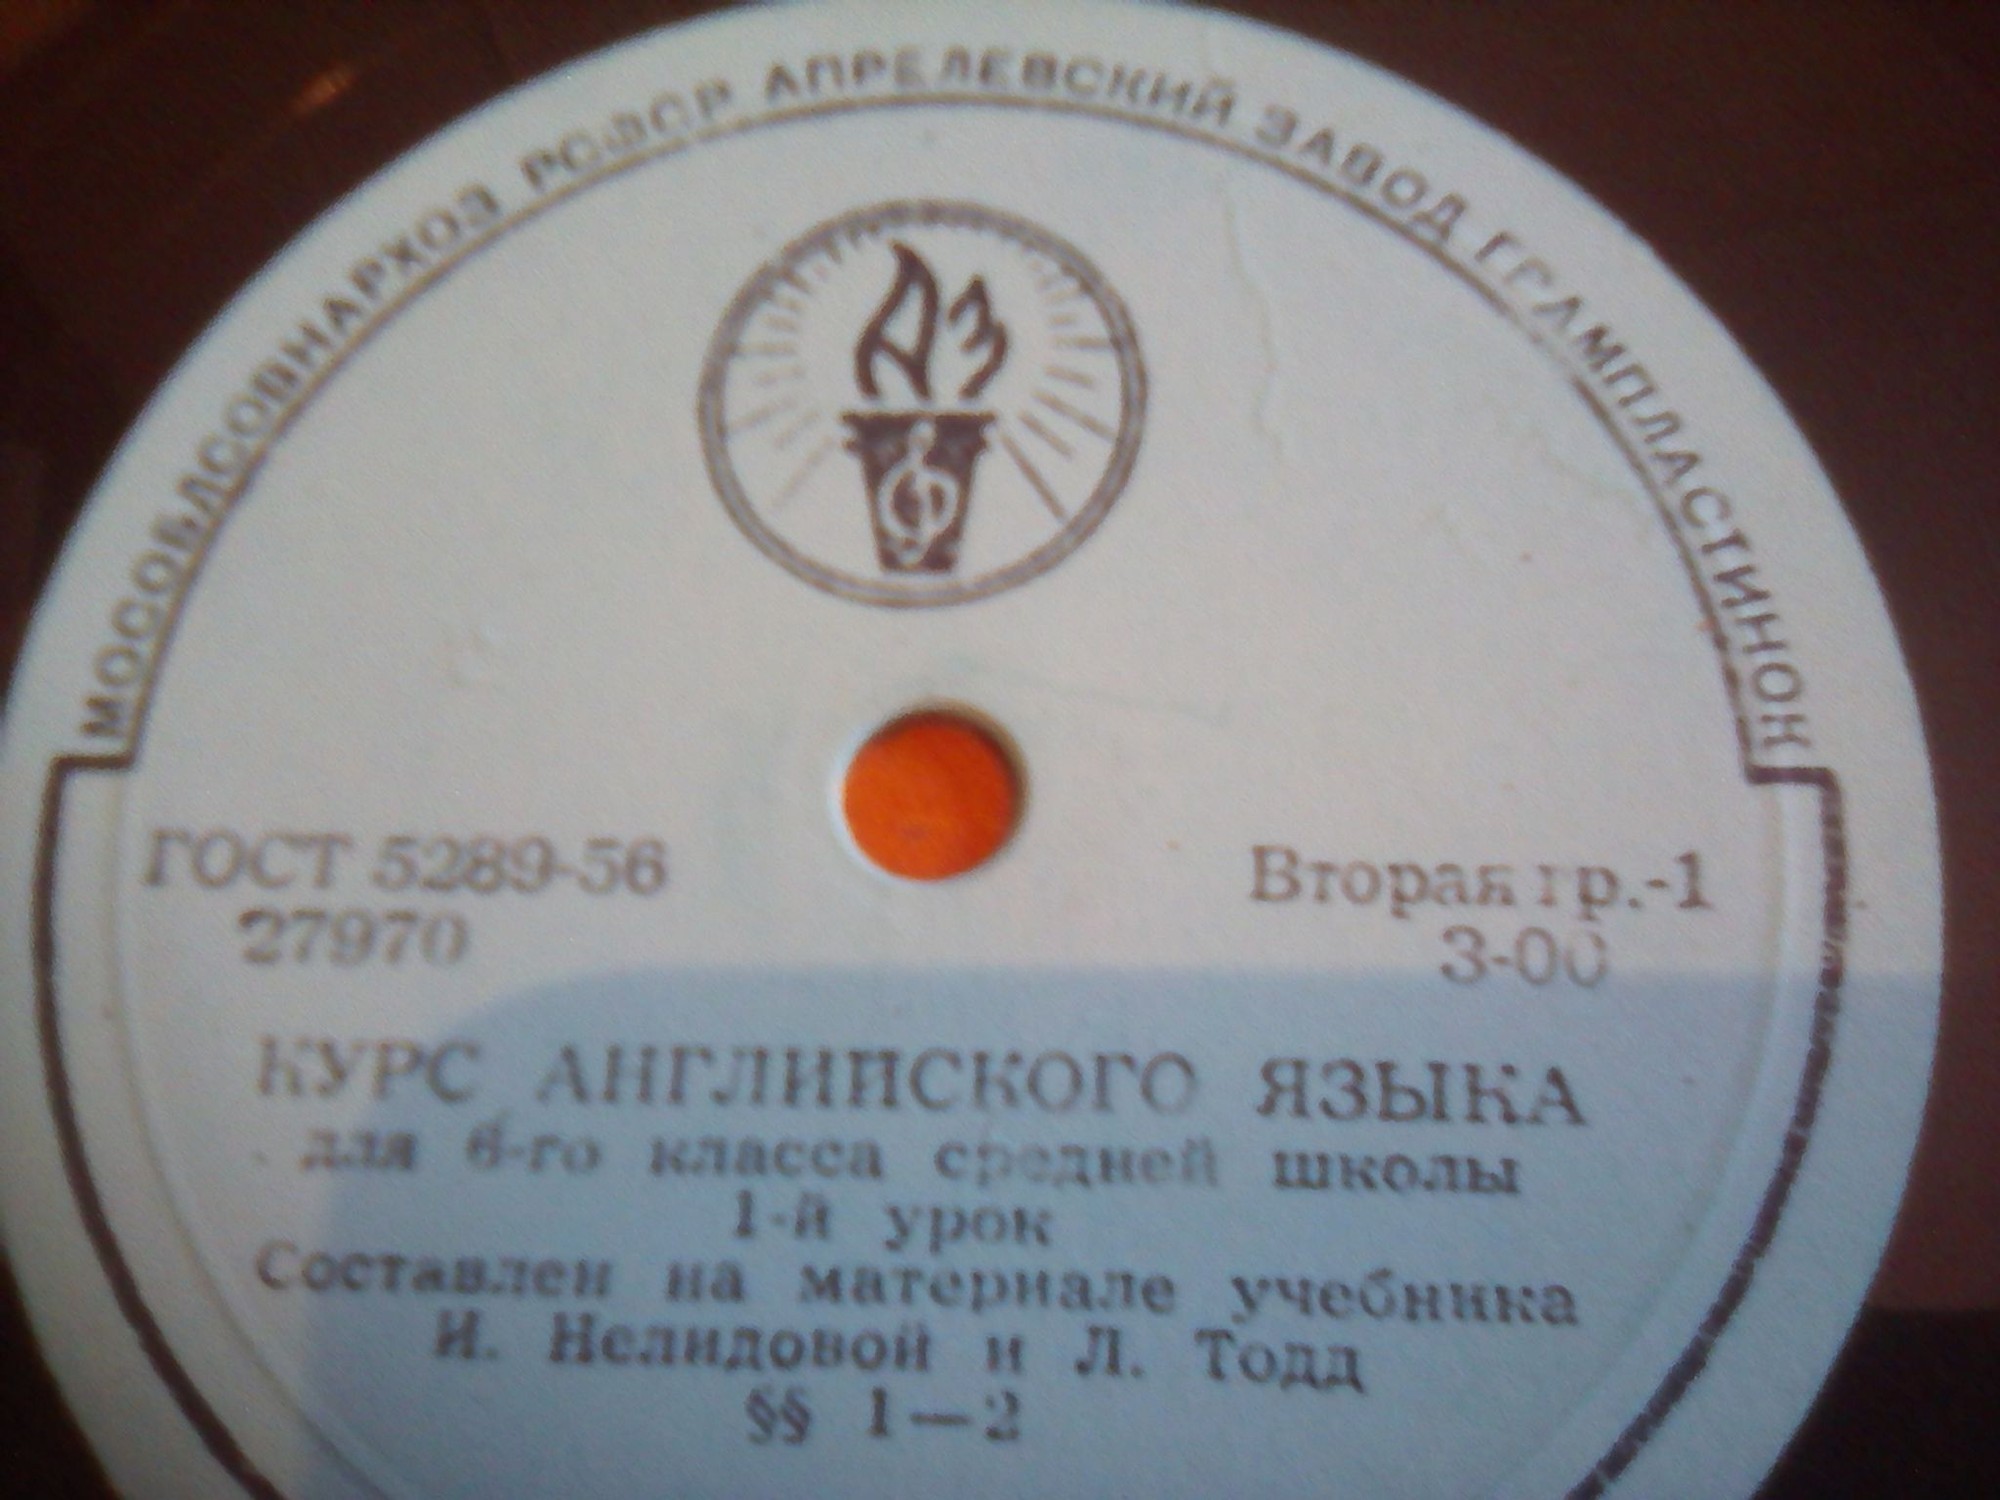 МОСОБЛСОВНАРХОЗ РСФСР АПРЕЛЕВСКИЙ ЗАВОД ГРАМПЛАСТИНОК
АЗ
ГОСТ 5289-56
27970
Вторая гр.-1
3-00
КУРС АНГЛИЙСКОГО ЯЗЫКА
для 6-го класса средней школы
1-й урок
Составлен на материале учебника
И. Нелидовой и Л. Тодд
§§ 1—2